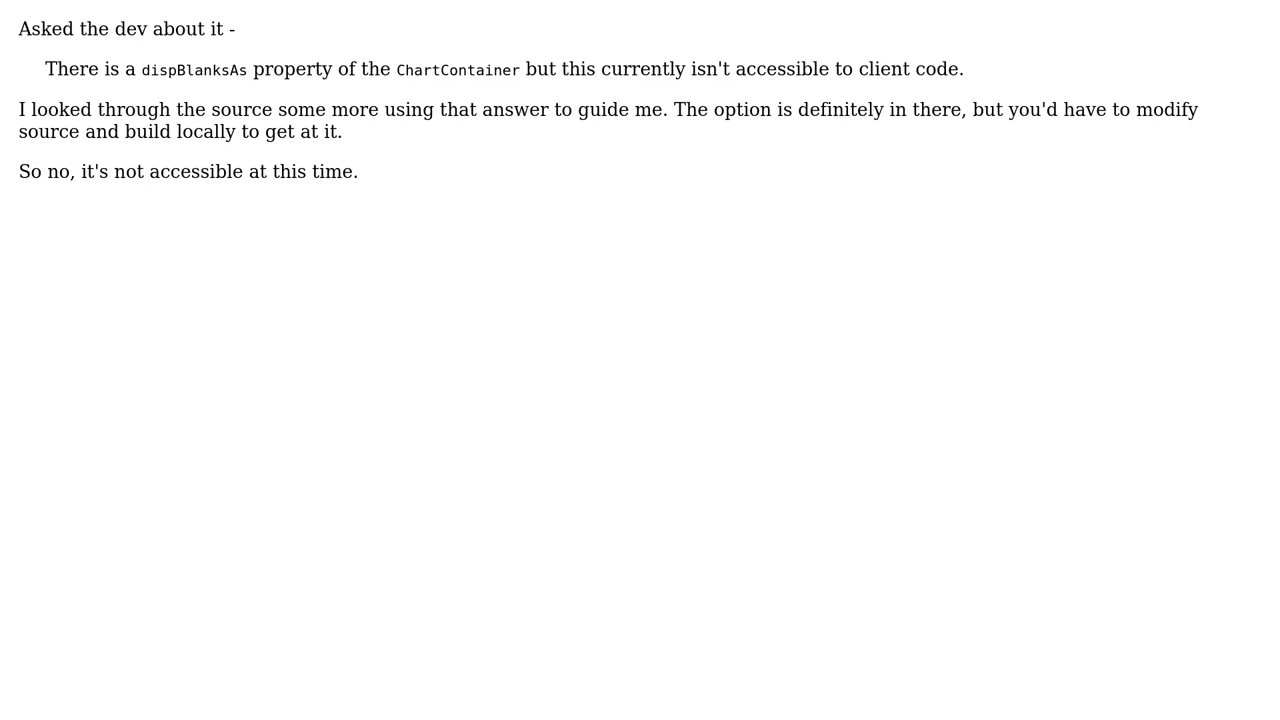 Asked the dev about it -
There is a dispBlanksAs property of the ChartContainer but this currently isn't accessible to client code.
I looked through the source some more using that answer to guide me. The option is definitely in there, but you'd have to modify
source and build locally to get at it.
So no, it's not accessible at this time.